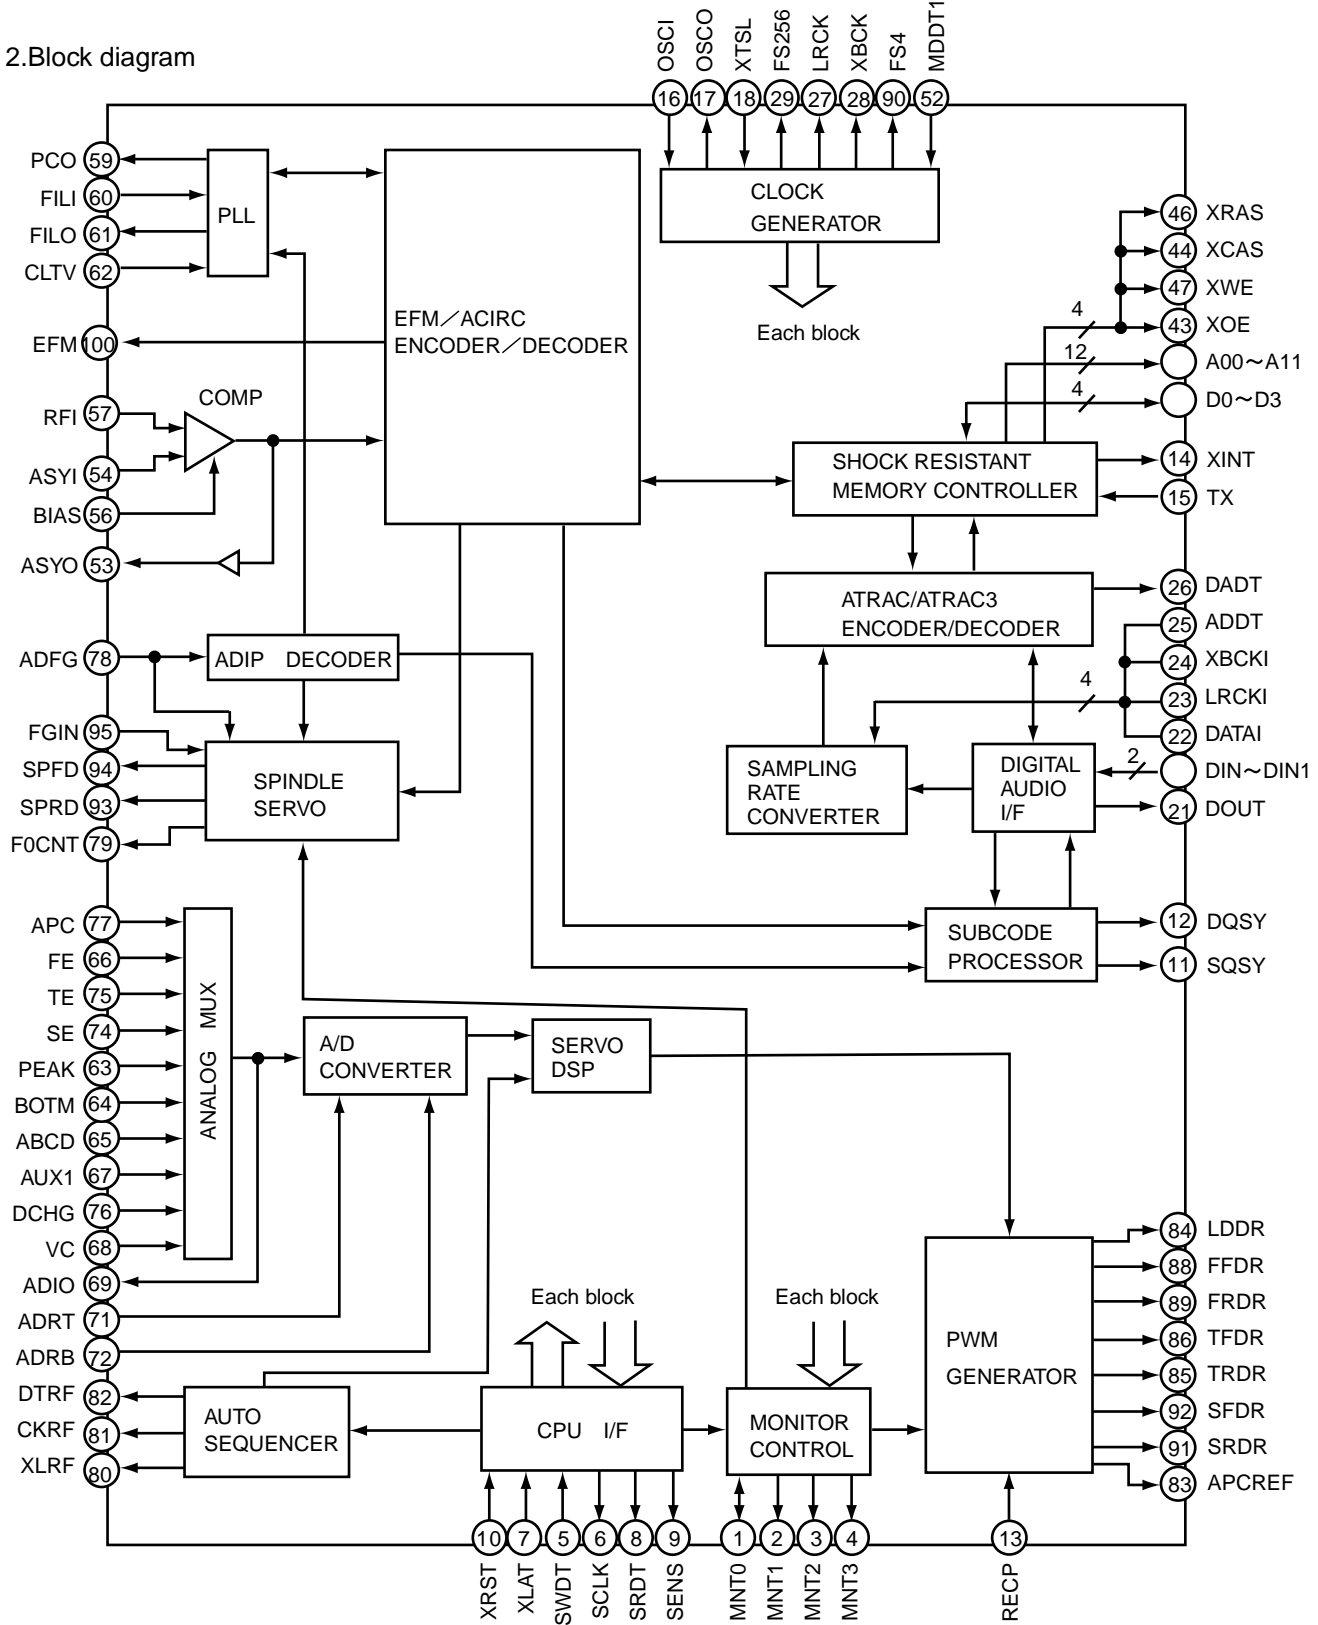 2.Block diagram
OSCI
OSCO
XTSL
FS256
LRCK
XBCK
FS4
MDDT1
16
17
18
29
27
28
90
52
CLOCK
GENERATOR
Each block
PCO 59
FILI 60
FILO 61
CLTV 62
PLL
EFM 100
EFM／ACIRC
ENCODER／DECODER
RFI 57
COMP
ASYI 54
BIAS 56
ASYO 53
46 XRAS
44 XCAS
47 XWE
4
43 XOE
12
A00～A11
4
D0～D3
SHOCK RESISTANT
MEMORY CONTROLLER
14 XINT
15 TX
ATRAC/ATRAC3
ENCODER/DECODER
26 DADT
25 ADDT
24 XBCKI
4
23 LRCKI
22 DATAI
2
DIN～DIN1
21 DOUT
ADFG 78
ADIP DECODER
FGIN 95
SPFD 94
SPRD 93
F0CNT 79
SPINDLE
SERVO
SAMPLING
RATE
CONVERTER
DIGITAL
AUDIO
I/F
SUBCODE
PROCESSOR
12 DQSY
11 SQSY
APC 77
FE 66
TE 75
SE 74
PEAK 63
BOTM 64
ABCD 65
AUX1 67
DCHG 76
VC 68
ADIO 69
ADRT 71
ADRB 72
DTRF 82
CKRF 81
XLRF 80
ANALOG MUX
A/D
CONVERTER
SERVO
DSP
Each block
Each block
AUTO
SEQUENCER
CPU I/F
MONITOR
CONTROL
PWM
GENERATOR
84 LDDR
88 FFDR
89 FRDR
86 TFDR
85 TRDR
92 SFDR
91 SRDR
83 APCREF
10
7
5
6
8
9
1
2
3
4
13
XRST
XLAT
SWDT
SCLK
SRDT
SENS
MNT0
MNT1
MNT2
MNT3
RECP